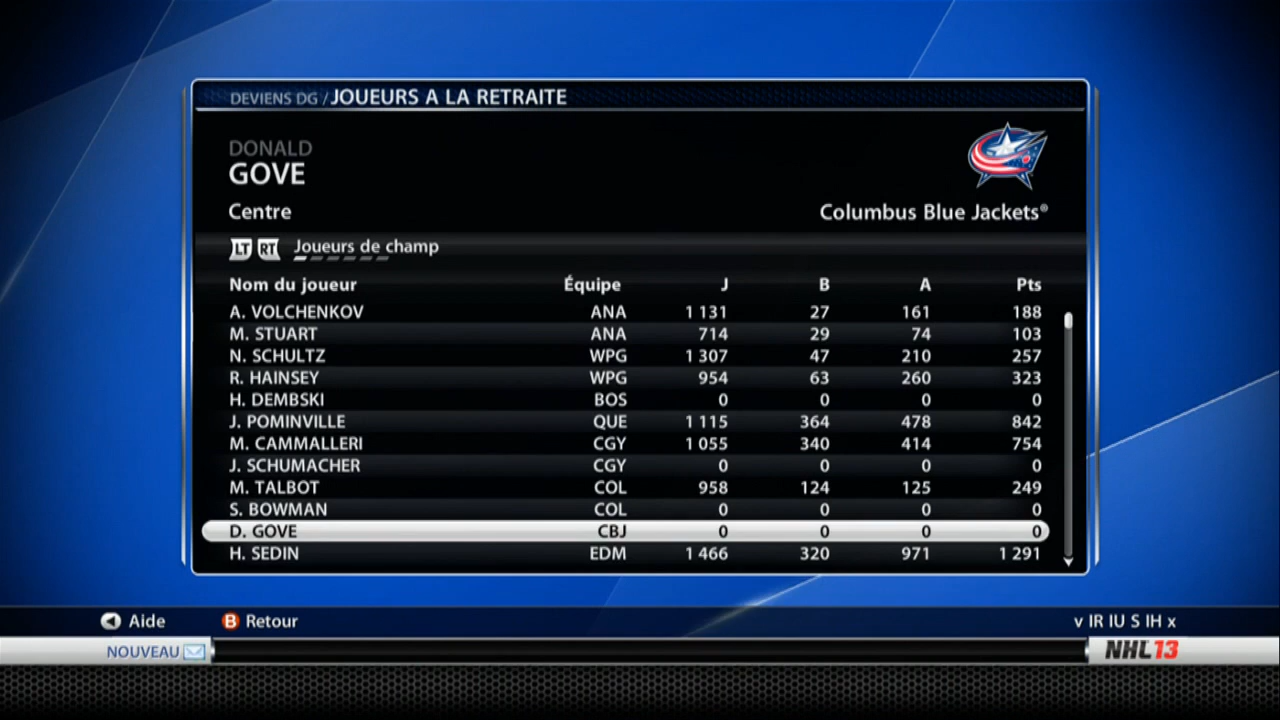 DEVIENS DG / JOUEURS A LA RETRAITE
DONALD
GOVE
Centre
Columbus Blue Jackets®
LT RT Joueurs de champ
Nom du joueur Équipe J B A Pts
A. VOLCHENKOV ANA 1 131 27 161 188
M. STUART ANA 714 29 74 103
N. SCHULTZ WPG 1 307 47 210 257
R. HAINSEY WPG 954 63 260 323
H. DEMBSKI BOS 0 0 0 0
J. POMINVILLE QUE 1 115 364 478 842
M. CAMMALLERI CGY 1 055 340 414 754
J. SCHUMACHER CGY 0 0 0 0
M. TALBOT COL 958 124 125 249
S. BOWMAN COL 0 0 0 0
D. GOVE CBJ 0 0 0 0
H. SEDIN EDM 1 466 320 971 1 291
Aide B Retour v IR IU S IH x
NOUVEAU NHL 13